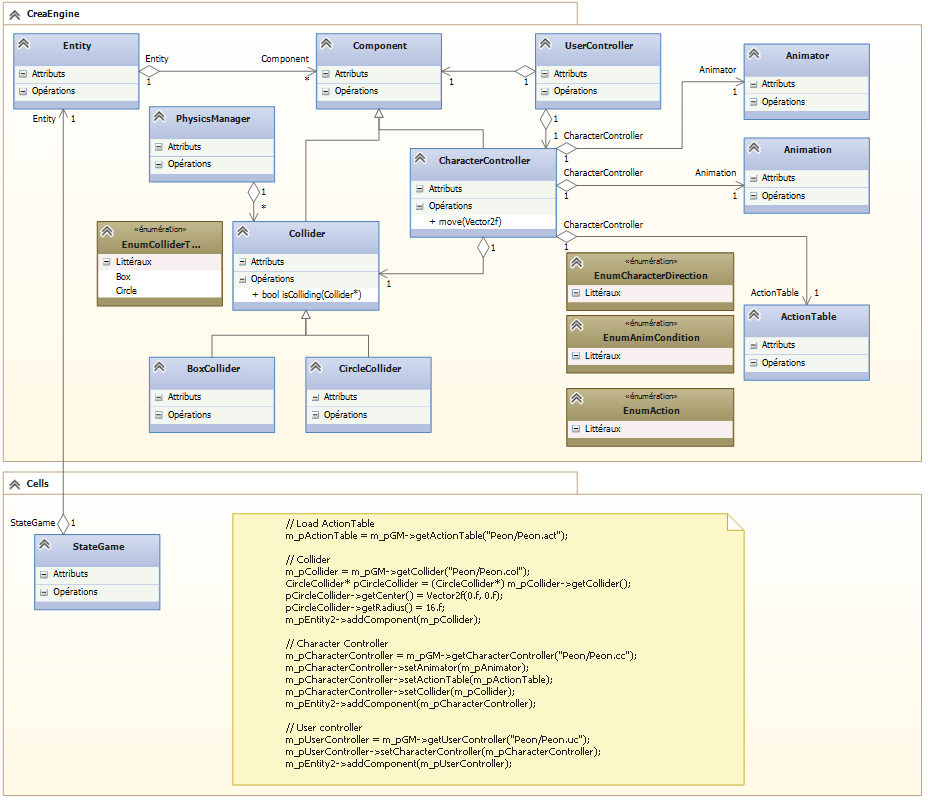 CreaEngine
Entity
Attributs
Opérations
Entity
1
Component
*
Component
Attributs
Opérations
1
1
UserController
Attributs
Opérations
Animator
1
Animator
Attributs
Opérations
Entity
1
PhysicsManager
Attributs
Opérations
1
*
1
1
CharacterController
1
CharacterController
Attributs
Opérations
+ move(Vector2f)
CharacterController
1
Animation
1
Animation
Attributs
Opérations
CharacterController
1
«énumération»
EnumColliderT ...
Littéraux
Box
Circle
Collider
Attributs
Opérations
+ bool isColliding(Collider*)
1
1
«énumération»
EnumCharacterDirection
Littéraux
ActionTable
1
ActionTable
Attributs
Opérations
«énumération»
EnumAnimCondition
Littéraux
BoxCollider
Attributs
Opérations
CircleCollider
Attributs
Opérations
«énumération»
EnumAction
Littéraux
Cells
StateGame
1
StateGame
Attributs
Opérations
// Load ActionTable
m_pActionTable = m_pGM->getActionTable("Peon/Peon.act");
// Collider
m_pCollider = m_pGM->getCollider("Peon/Peon.col");
CircleCollider* pCircleCollider = (CircleCollider*) m_pCollider->getCollider();
pCircleCollider->getCenter() = Vector2f(0.f, 0.f);
pCircleCollider->getRadius() = 16.f;
m_pEntity2->addComponent(m_pCollider);
// Character Controller
m_pCharacterController = m_pGM->getCharacterController("Peon/Peon.cc");
m_pCharacterController->setAnimator(m_pAnimator);
m_pCharacterController->setActionTable(m_pActionTable);
m_pCharacterController->setCollider(m_pCollider);
m_pEntity2->addComponent(m_pCharacterController);
// User controller
m_pUserController = m_pGM->getUserController("Peon/Peon.uc");
m_pUserController->setCharacterController(m_pCharacterController);
m_pEntity2->addComponent(m_pUserController);